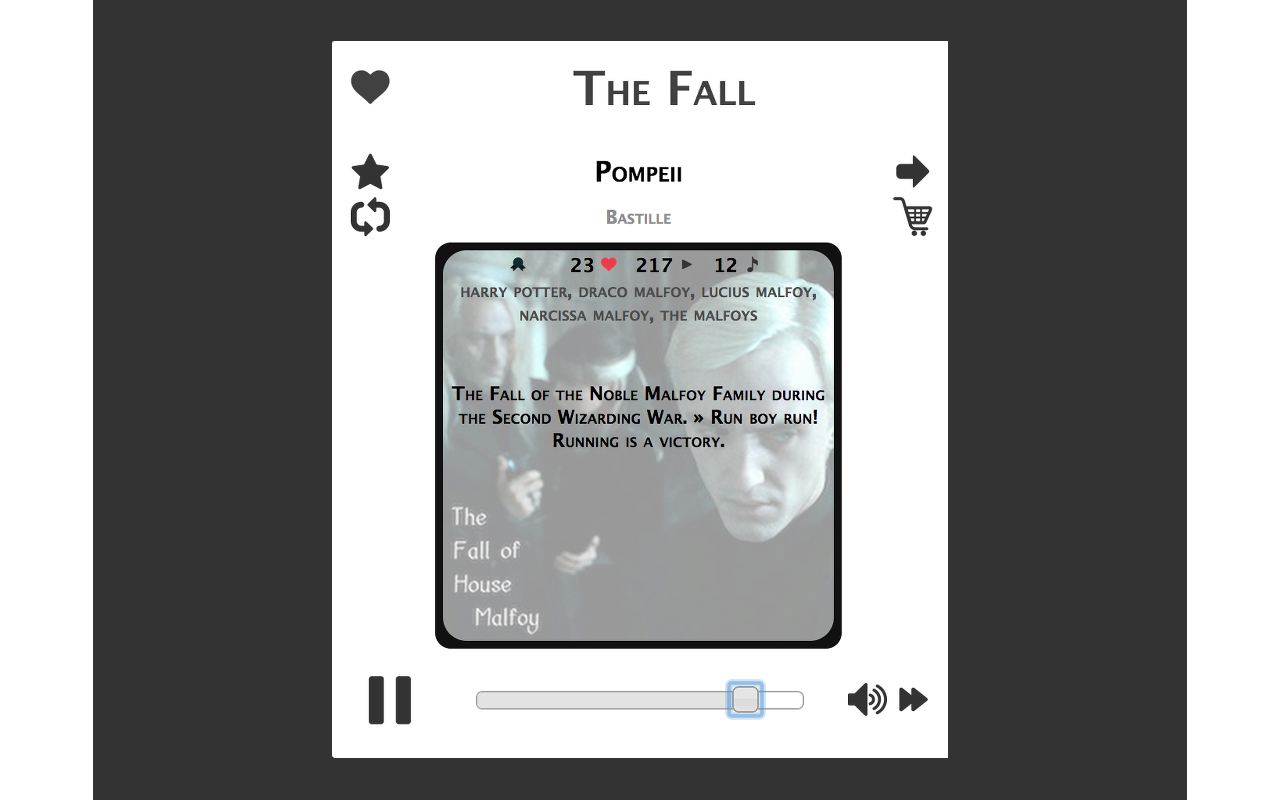 The Fall
Pompeii
Bastille
23 217 12
harry potter, draco malfoy, lucius malfoy,
narcissa malfoy, the malfoys
The Fall of the Noble Malfoy Family during
the Second Wizarding War. » Run boy run!
Running is a victory.
The
Fall of
House
Malfoy